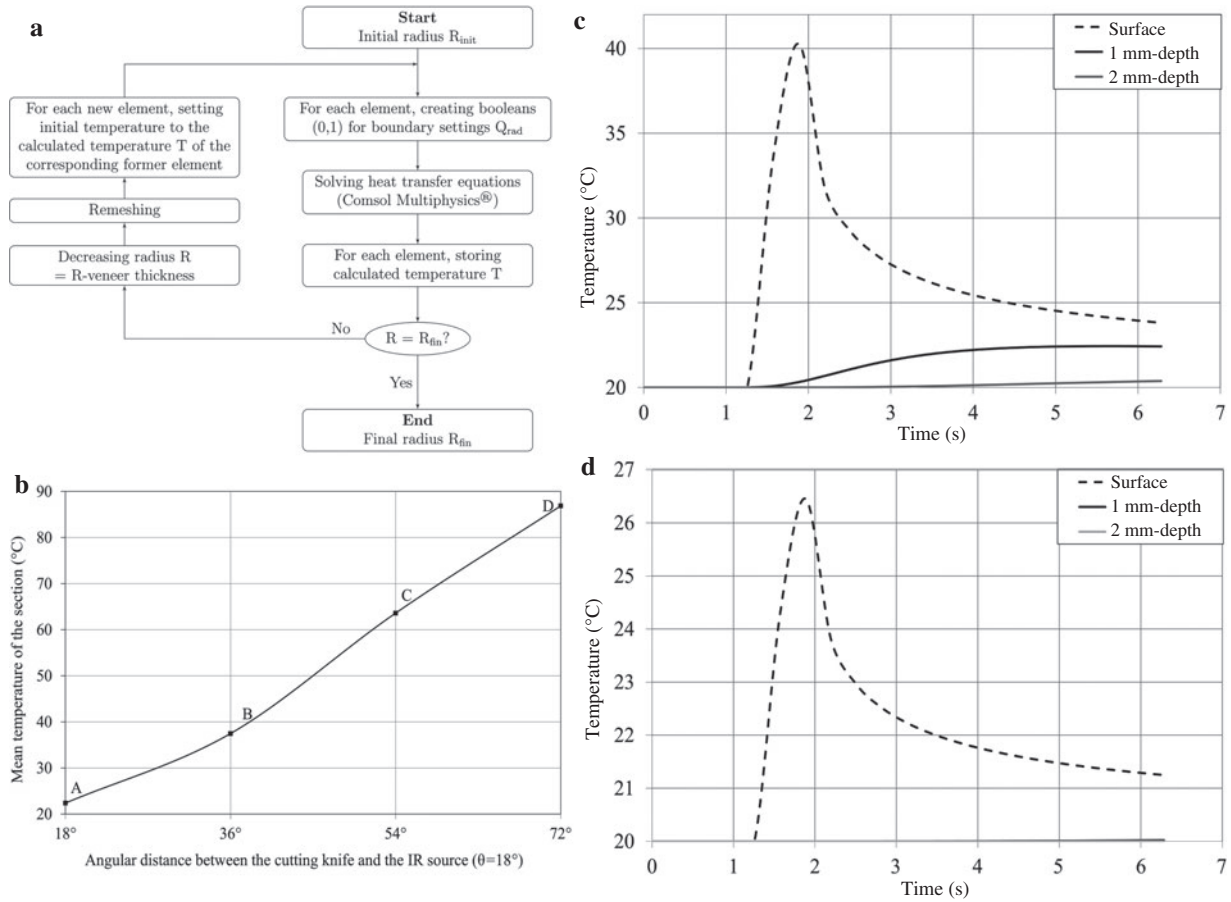 a
Start
Initial radius R_init
For each new element, setting
initial temperature to the
calculated temperature T of the
corresponding former element
For each element, creating booleans
(0,1) for boundary settings Q_rad
Solving heat transfer equations
(Comsol Multiphysics®)
Remeshing
Decreasing radius R
= R-veneer thickness
For each element, storing
calculated temperature T
No
R = R_fin?
Yes
End
Final radius R_fin
b
Mean temperature of the section (°C)
90
80
70
60
50
40
30
20
A
B
C
D
18°
36°
54°
72°
Angular distance between the cutting knife and the IR source (θ=18°)
c
Surface
1 mm-depth
2 mm-depth
Temperature (°C)
40
35
30
25
20
0 1 2 3 4 5 6 7
Time (s)
d
Surface
1 mm-depth
2 mm-depth
Temperature (°C)
27
26
25
24
23
22
21
20
0 1 2 3 4 5 6 7
Time (s)